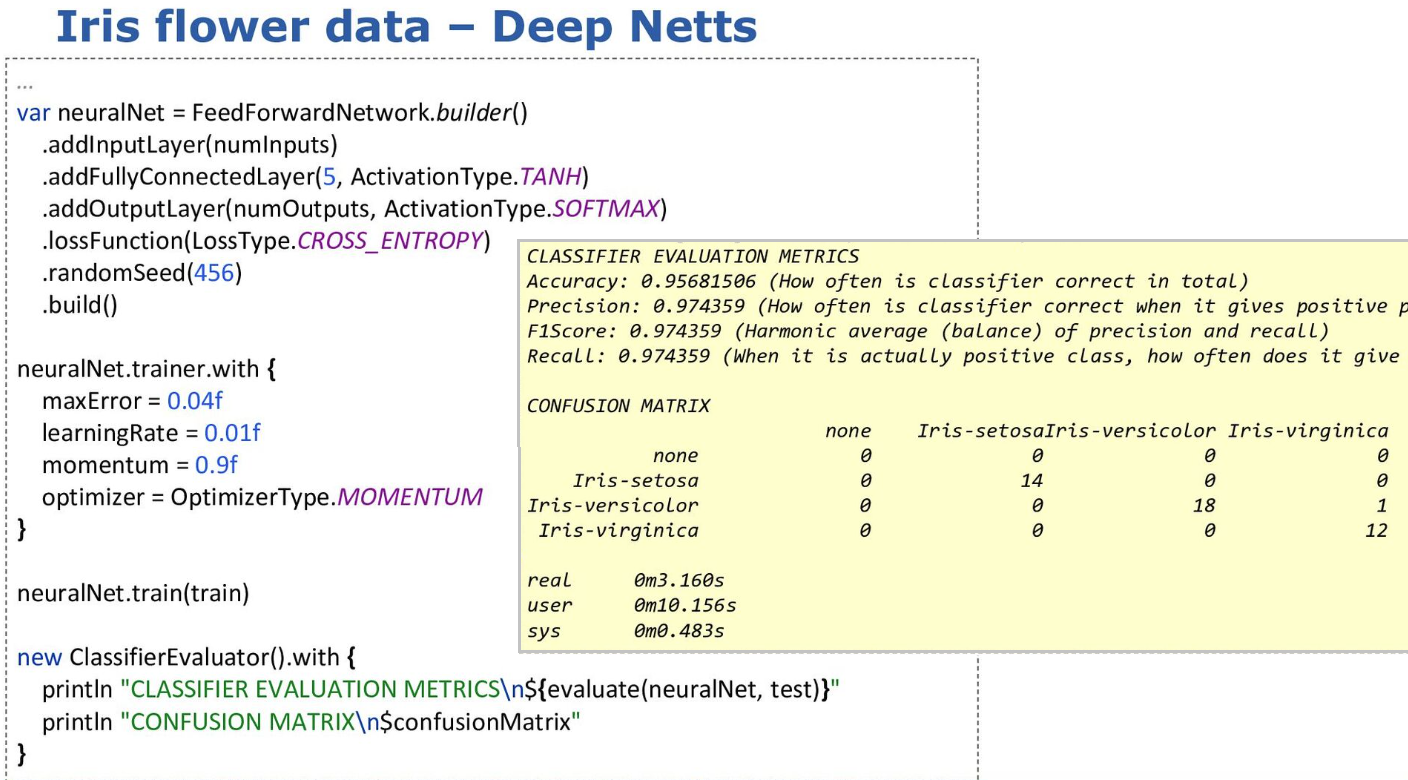 Iris flower data – Deep Netts
...
var neuralNet = FeedForwardNetwork.builder()
.addInputLayer(numInputs)
.addFullyConnectedLayer(5, ActivationType.TANH)
.addOutputLayer(numOutputs, ActivationType.SOFTMAX)
.lossFunction(LossType.CROSS_ENTROPY)
.randomSeed(456)
.build()
neuralNet.trainer.with {
maxError = 0.04f
learningRate = 0.01f
momentum = 0.9f
optimizer = OptimizerType.MOMENTUM
}
neuralNet.train(train)
new ClassifierEvaluator().with {
println "CLASSIFIER EVALUATION METRICS\n${evaluate(neuralNet, test)}"
println "CONFUSION MATRIX\n$confusionMatrix"
}
CLASSIFIER EVALUATION METRICS
Accuracy: 0.95681506 (How often is classifier correct in total)
Precision: 0.974359 (How often is classifier correct when it gives positive p
F1Score: 0.974359 (Harmonic average (balance) of precision and recall)
Recall: 0.974359 (When it is actually positive class, how often does it give
CONFUSION MATRIX
none Iris-setosaIris-versicolor Iris-virginica
none 0 0 0 0
Iris-setosa 0 14 0 0
Iris-versicolor 0 0 18 1
Iris-virginica 0 0 0 12
real 0m3.160s
user 0m10.156s
sys 0m0.483s